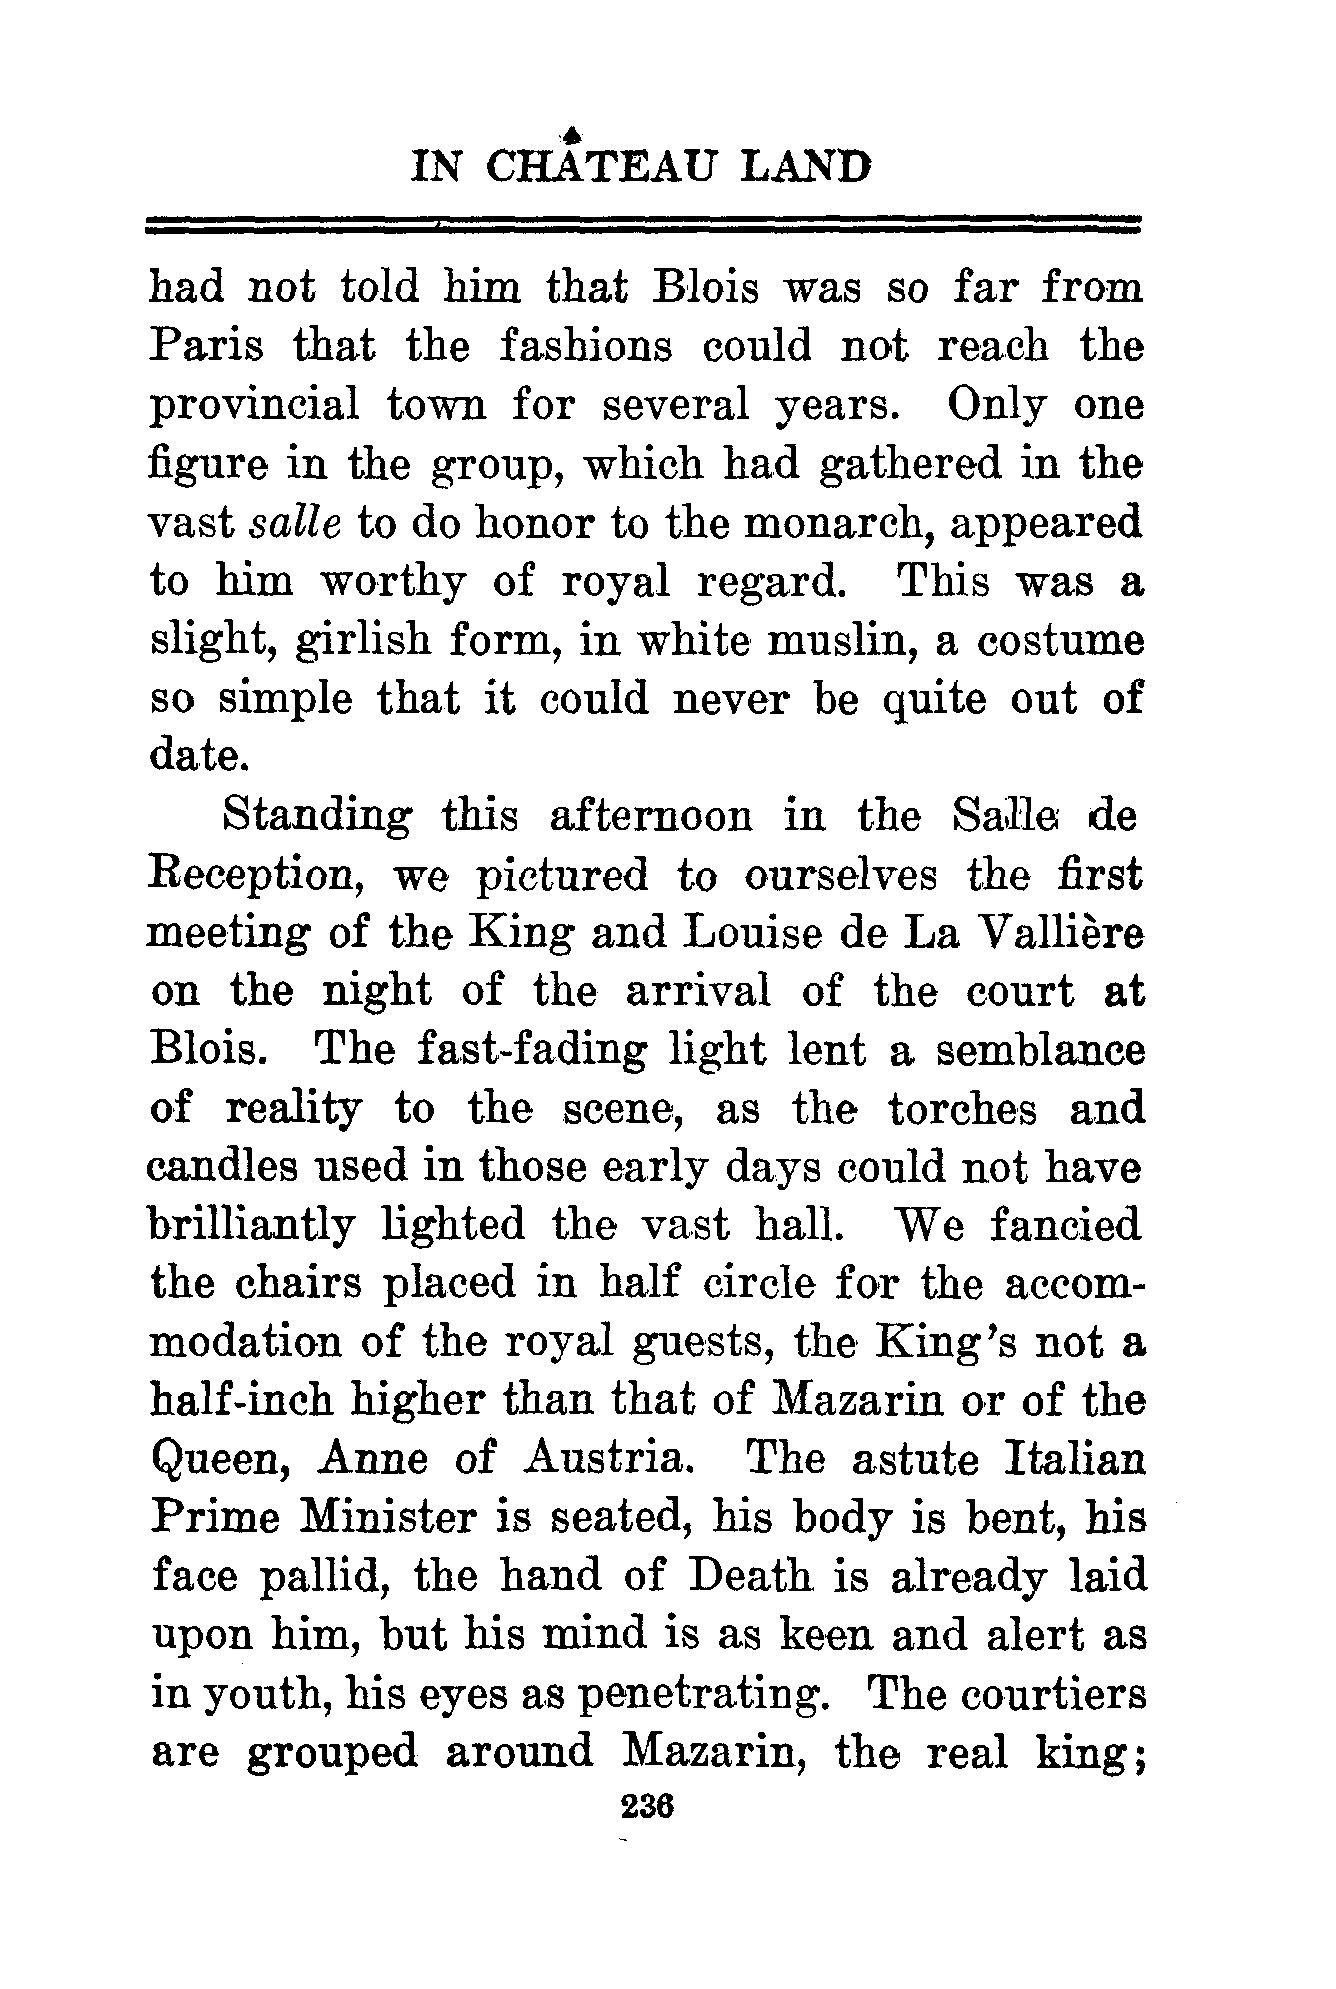 IN CHÂTEAU LAND
had not told him that Blois was so far from
Paris that the fashions could not reach the
provincial town for several years. Only one
figure in the group, which had gathered in the
vast salle to do honor to the monarch, appeared
to him worthy of royal regard. This was a
slight, girlish form, in white muslin, a costume
so simple that it could never be quite out of
date.
Standing this afternoon in the Salle de
Reception, we pictured to ourselves the first
meeting of the King and Louise de La Vallière
on the night of the arrival of the court at
Blois. The fast-fading light lent a semblance
of reality to the scene, as the torches and
candles used in those early days could not have
brilliantly lighted the vast hall. We fancied
the chairs placed in half circle for the accom-
modation of the royal guests, the King's not a
half-inch higher than that of Mazarin or of the
Queen, Anne of Austria. The astute Italian
Prime Minister is seated, his body is bent, his
face pallid, the hand of Death is already laid
upon him, but his mind is as keen and alert as
in youth, his eyes as penetrating. The courtiers
are grouped around Mazarin, the real king;
236